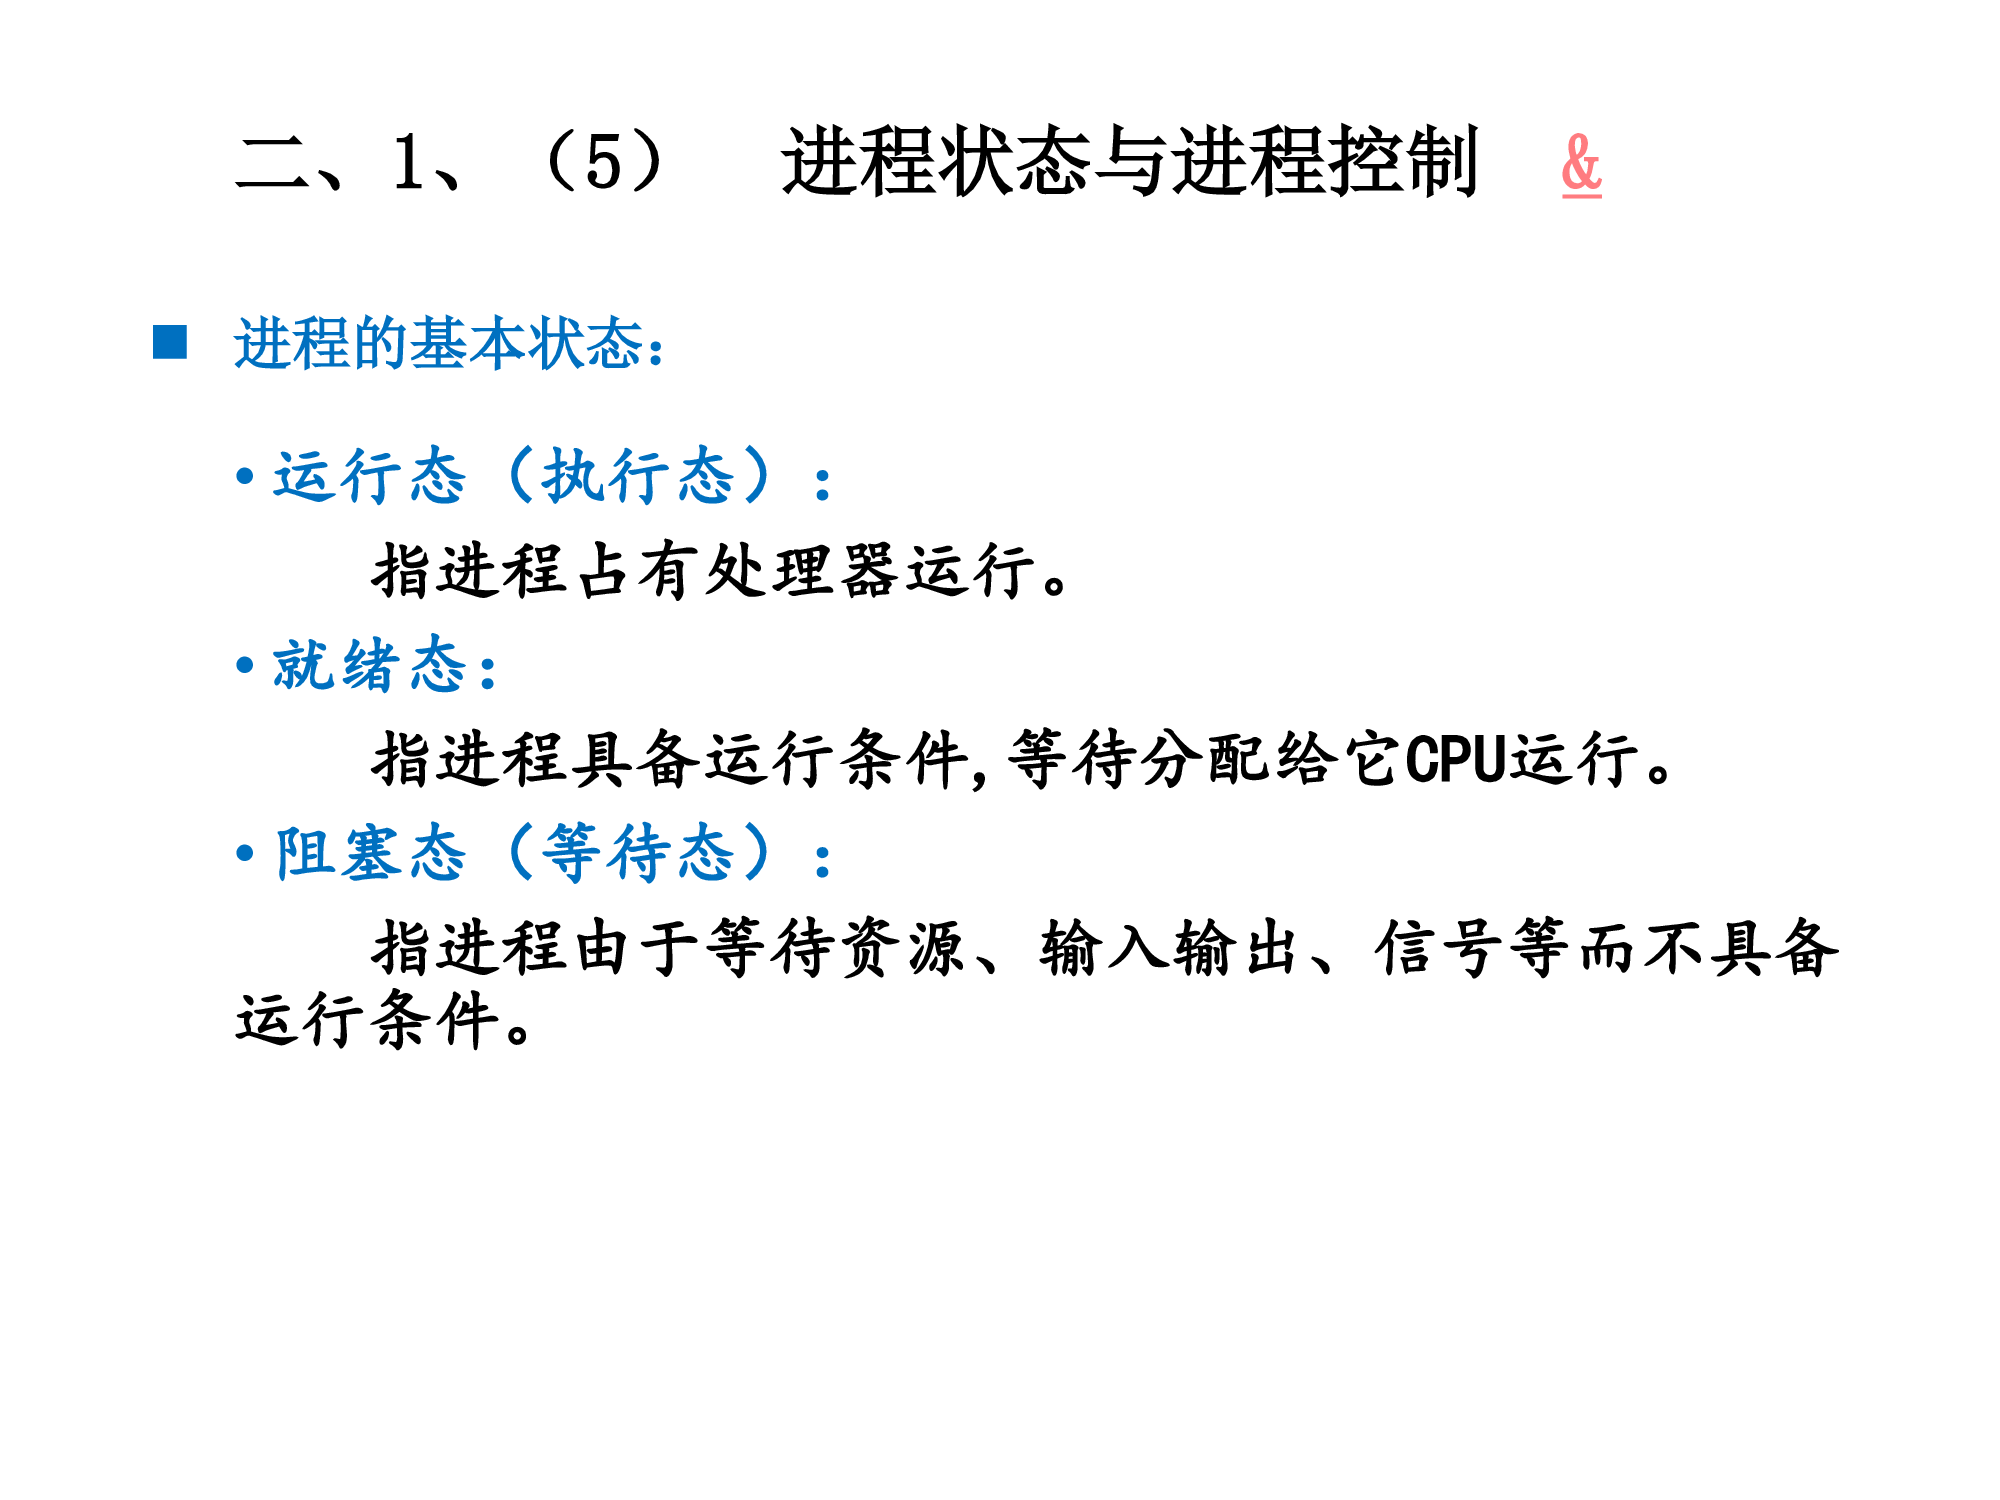 二、1、（5）　进程状态与进程控制　&
■ 进程的基本状态：
•运行态（执行态）：
指进程占有处理器运行。
•就绪态：
指进程具备运行条件,等待分配给它CPU运行。
•阻塞态（等待态）：
指进程由于等待资源、输入输出、信号等而不具备
运行条件。